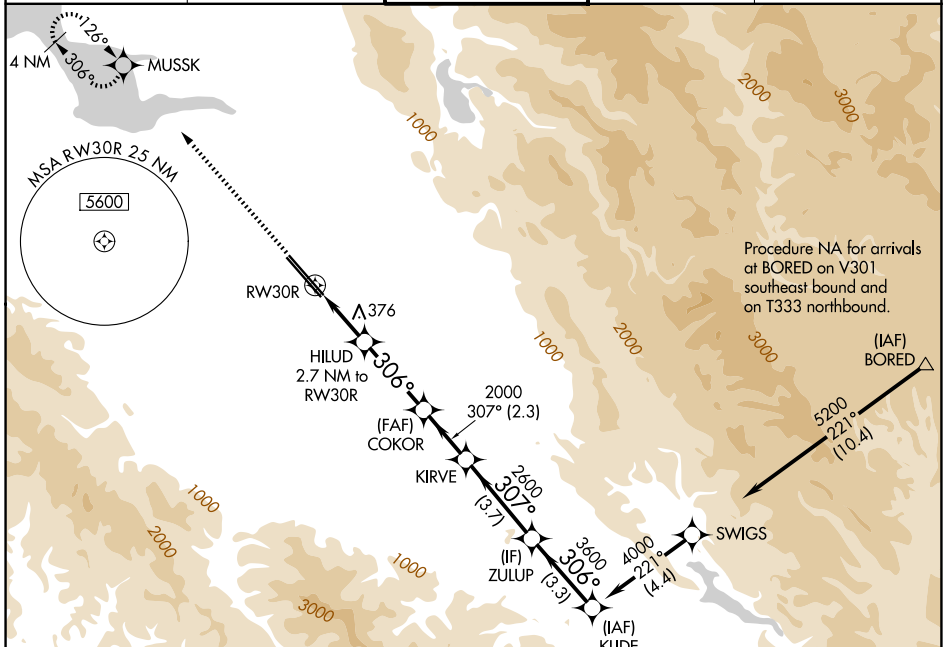 126°
4 NM
306°
MUSSK
MSA RW30R 25 NM
5600
1000
2000
3000
Procedure NA for arrivals
at BORED on V301
southeast bound and
on T333 northbound.
RW30R
376
HILUD
2.7 NM to
RW30R
306°
1000
2000
3000
(IAF)
BORED
2000
307° (2.3)
(FAF)
COKOR
5200
221°
(10.4)
KIRVE
2600
307°
(3.7)
1000
2000
SWIGS
(IF)
ZULUP
3600
306°
(3.3)
4000
221°
(4.4)
1000
3000
(IAF)